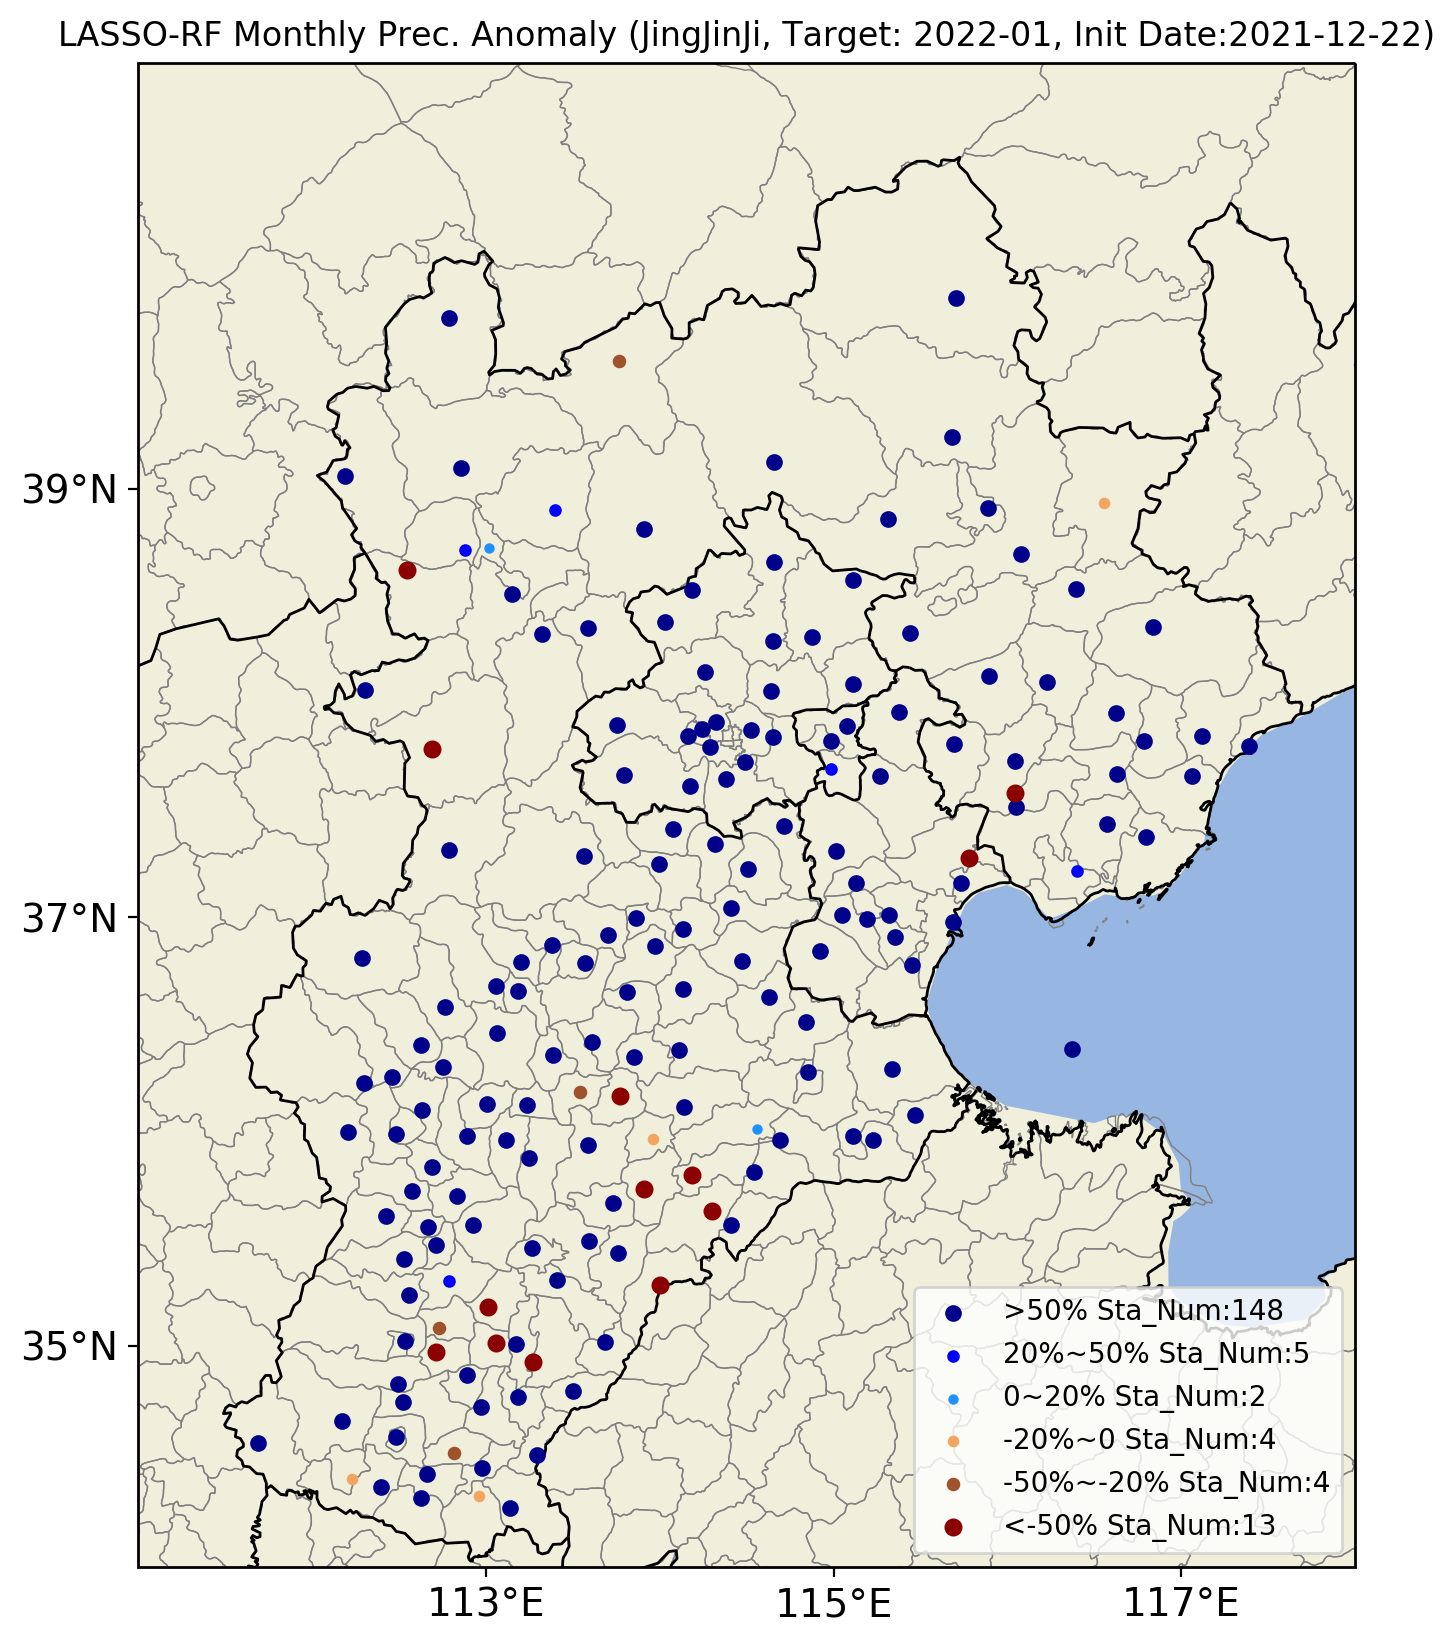 LASSO-RF Monthly Prec. Anomaly (JingJinJi, Target: 2022-01, Init Date:2021-12-22)
39°N
37°N
35°N
>50% Sta_Num:148
20%~50% Sta_Num:5
0~20% Sta_Num:2
-20%~0 Sta_Num:4
-50%~-20% Sta_Num:4
<-50% Sta_Num:13
113°E 115°E 117°E